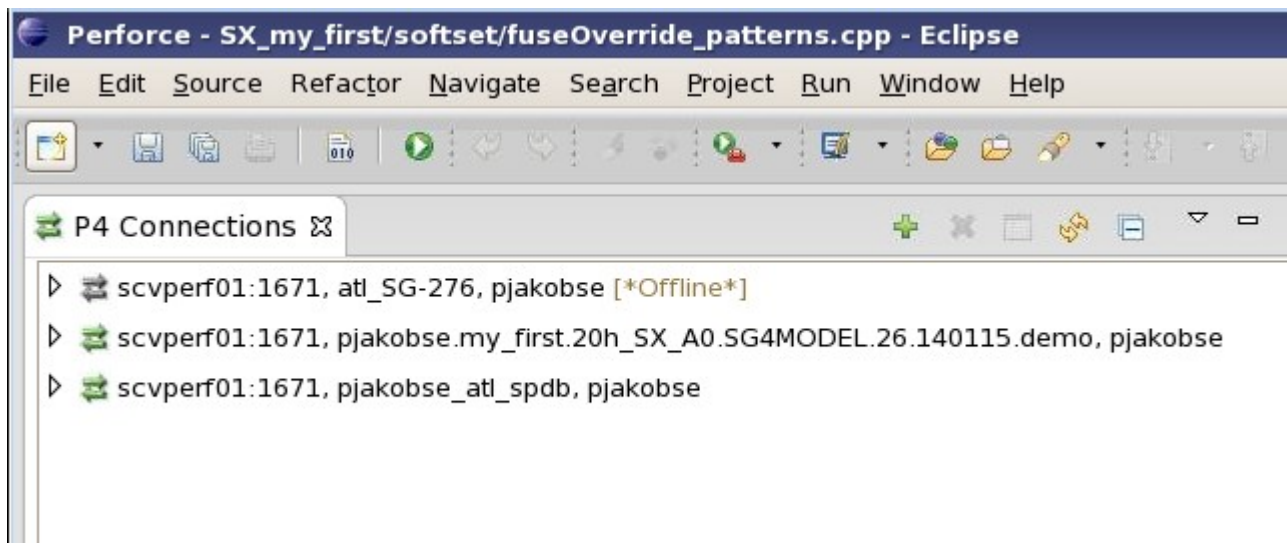 Perforce - SX_my_first/softset/fuseOverride_patterns.cpp - Eclipse
File Edit Source Refactor Navigate Search Project Run Window Help
010
P4 Connections
scvperf01:1671, atl_SG-276, pjakobse [*Offline*]
scvperf01:1671, pjakobse.my_first.20h_SX_A0.SG4MODEL.26.140115.demo, pjakobse
scvperf01:1671, pjakobse_atl_spdb, pjakobse